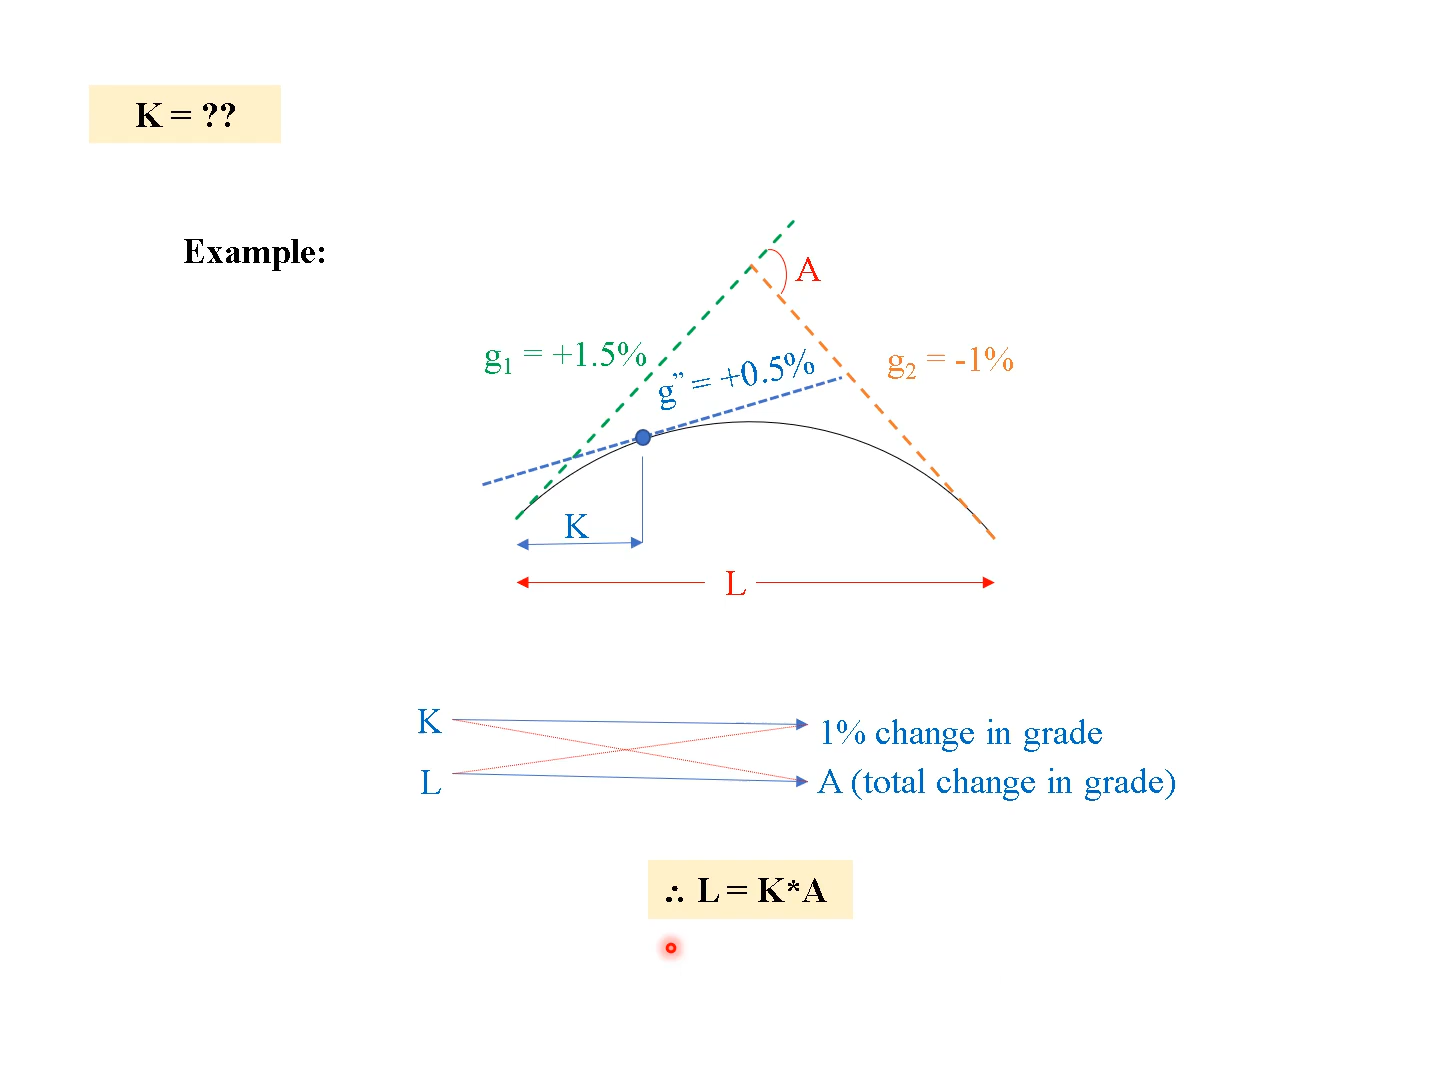 K = ??
Example:
A
g₁ = +1.5%
g” = +0.5%
g₂ = -1%
K
L
K
1% change in grade
L
A (total change in grade)
∴ L = K*A